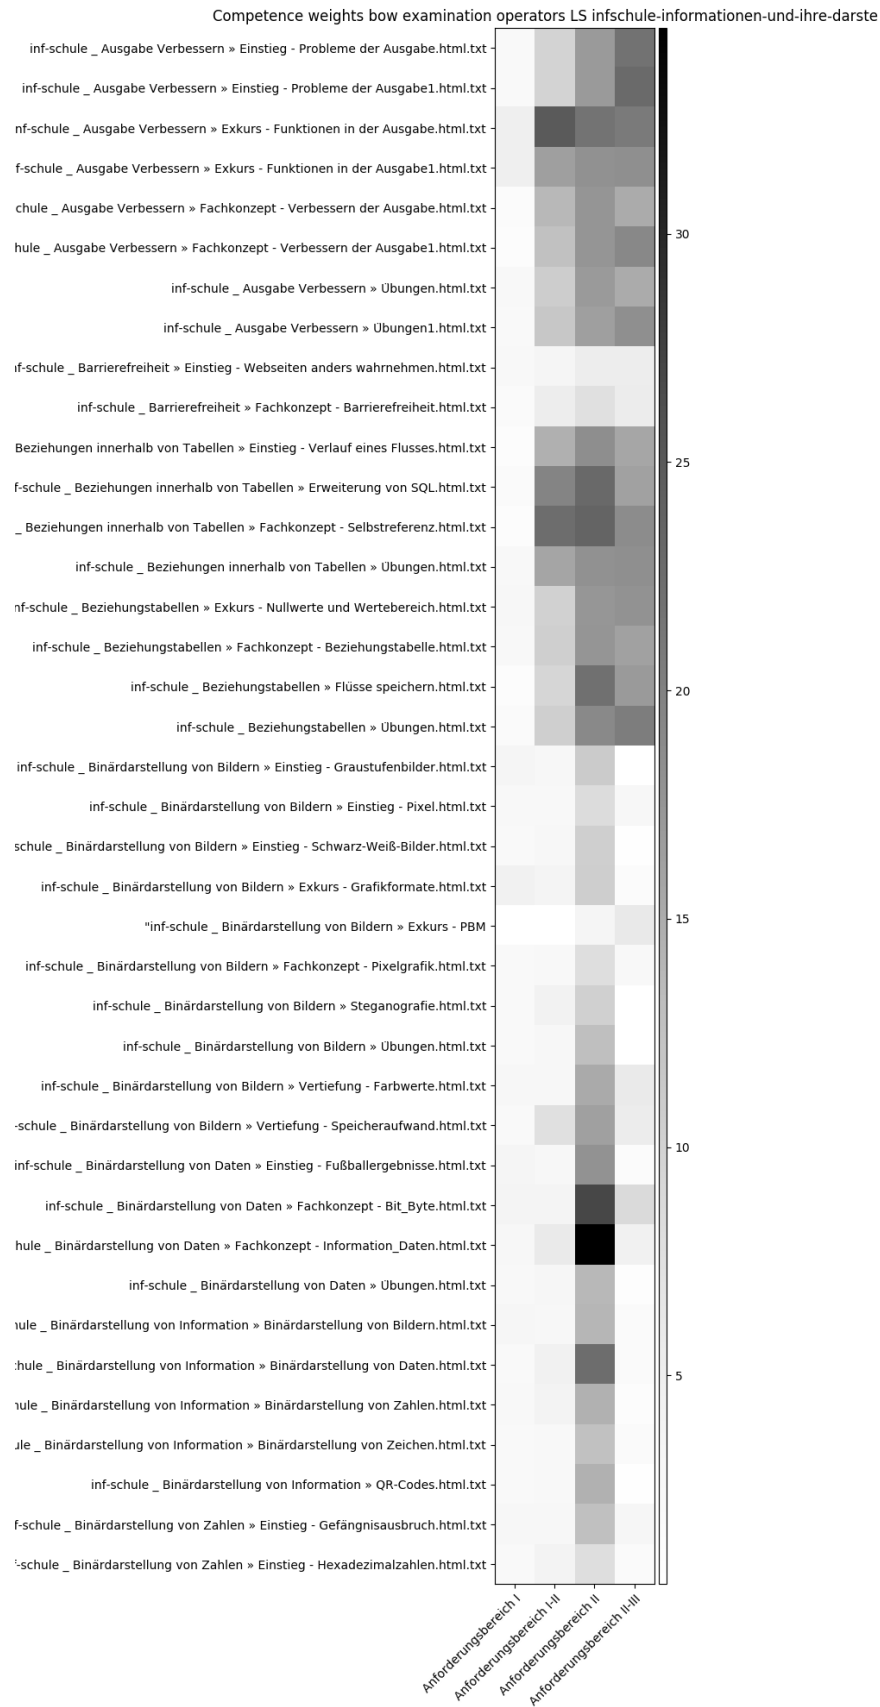 Competence weights bow examination operators LS infschule-informationen-und-ihre-darste
inf-schule _ Ausgabe Verbessern » Einstieg - Probleme der Ausgabe.html.txt
inf-schule _ Ausgabe Verbessern » Einstieg - Probleme der Ausgabe1.html.txt
nf-schule _ Ausgabe Verbessern » Exkurs - Funktionen in der Ausgabe.html.txt
f-schule _ Ausgabe Verbessern » Exkurs - Funktionen in der Ausgabe1.html.txt
chule _ Ausgabe Verbessern » Fachkonzept - Verbessern der Ausgabe.html.txt
hule _ Ausgabe Verbessern » Fachkonzept - Verbessern der Ausgabe1.html.txt
inf-schule _ Ausgabe Verbessern » Übungen.html.txt
inf-schule _ Ausgabe Verbessern » Übungen1.html.txt
nf-schule _ Barrierefreiheit » Einstieg - Webseiten anders wahrnehmen.html.txt
inf-schule _ Barrierefreiheit » Fachkonzept - Barrierefreiheit.html.txt
Beziehungen innerhalb von Tabellen » Einstieg - Verlauf eines Flusses.html.txt
f-schule _ Beziehungen innerhalb von Tabellen » Erweiterung von SQL.html.txt
_ Beziehungen innerhalb von Tabellen » Fachkonzept - Selbstreferenz.html.txt
inf-schule _ Beziehungen innerhalb von Tabellen » Übungen.html.txt
nf-schule _ Beziehungstabellen » Exkurs - Nullwerte und Wertebereich.html.txt
inf-schule _ Beziehungstabellen » Fachkonzept - Beziehungstabelle.html.txt
inf-schule _ Beziehungstabellen » Flüsse speichern.html.txt
inf-schule _ Beziehungstabellen » Übungen.html.txt
inf-schule _ Binärdarstellung von Bildern » Einstieg - Graustufenbilder.html.txt
inf-schule _ Binärdarstellung von Bildern » Einstieg - Pixel.html.txt
schule _ Binärdarstellung von Bildern » Einstieg - Schwarz-Weiß-Bilder.html.txt
inf-schule _ Binärdarstellung von Bildern » Exkurs - Grafikformate.html.txt
"inf-schule _ Binärdarstellung von Bildern » Exkurs - PBM
inf-schule _ Binärdarstellung von Bildern » Fachkonzept - Pixelgrafik.html.txt
inf-schule _ Binärdarstellung von Bildern » Steganografie.html.txt
inf-schule _ Binärdarstellung von Bildern » Übungen.html.txt
inf-schule _ Binärdarstellung von Bildern » Vertiefung - Farbwerte.html.txt
-schule _ Binärdarstellung von Bildern » Vertiefung - Speicheraufwand.html.txt
inf-schule _ Binärdarstellung von Daten » Einstieg - Fußballergebnisse.html.txt
inf-schule _ Binärdarstellung von Daten » Fachkonzept - Bit_Byte.html.txt
hule _ Binärdarstellung von Daten » Fachkonzept - Information_Daten.html.txt
inf-schule _ Binärdarstellung von Daten » Übungen.html.txt
hule _ Binärdarstellung von Information » Binärdarstellung von Bildern.html.txt
chule _ Binärdarstellung von Information » Binärdarstellung von Daten.html.txt
hule _ Binärdarstellung von Information » Binärdarstellung von Zahlen.html.txt
ule _ Binärdarstellung von Information » Binärdarstellung von Zeichen.html.txt
inf-schule _ Binärdarstellung von Information » QR-Codes.html.txt
f-schule _ Binärdarstellung von Zahlen » Einstieg - Gefängnisausbruch.html.txt
f-schule _ Binärdarstellung von Zahlen » Einstieg - Hexadezimalzahlen.html.txt
Anforderungsbereich I
Anforderungsbereich I-II
Anforderungsbereich II
Anforderungsbereich II-III
30
25
20
15
10
5